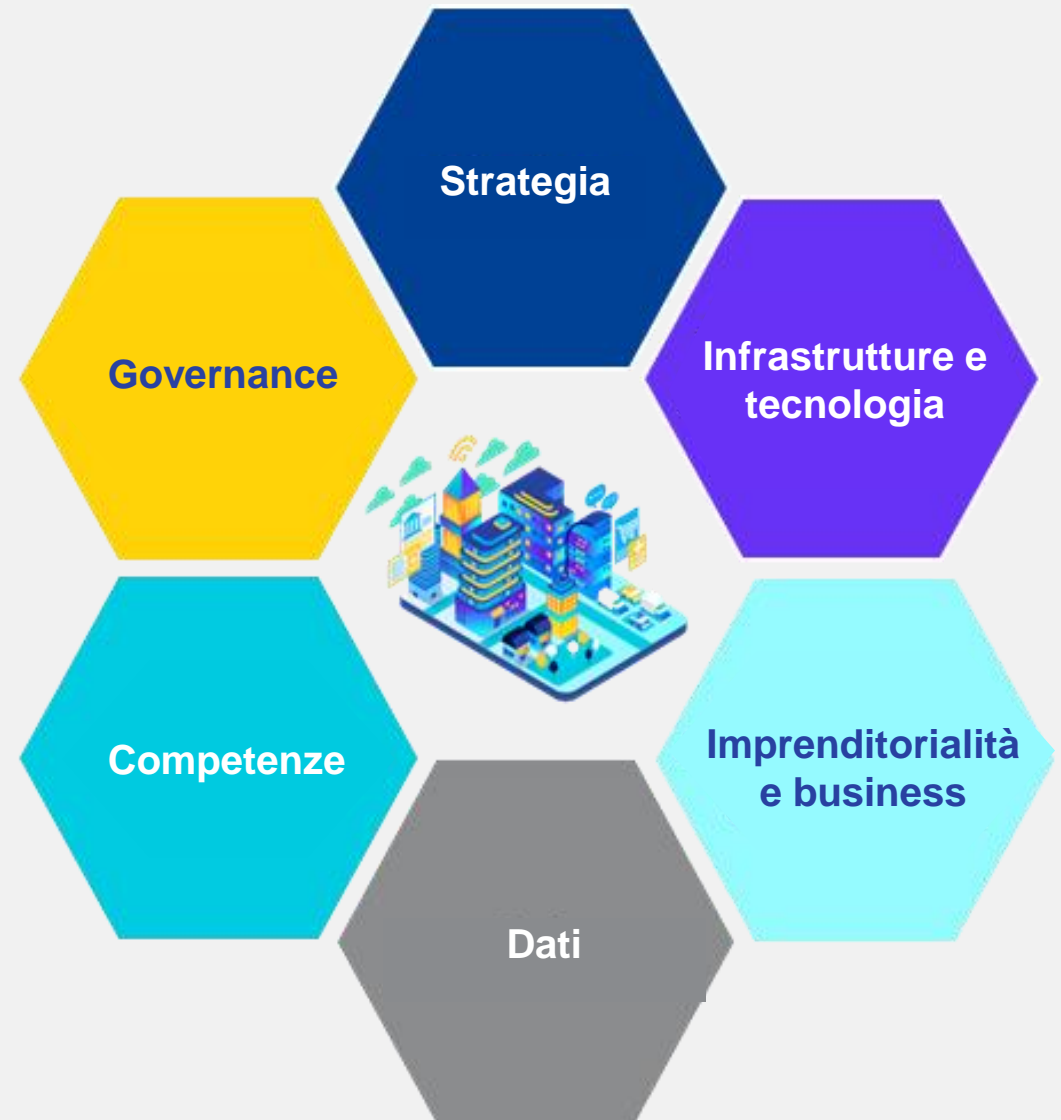 Strategia
Infrastrutture e
tecnologia
Governance
Imprenditorialità
e business
Competenze
Dati